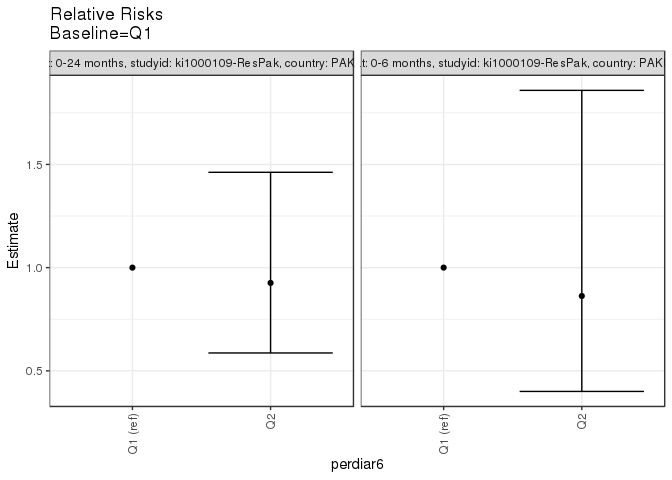 Relative Risks
Baseline=Q1
t: 0-24 months, studyid: ki1000109-ResPak, country: PAK
t: 0-6 months, studyid: ki1000109-ResPak, country: PAK
Estimate
1.5
1.0
0.5
Q1 (ref)
Q2
Q1 (ref)
Q2
perdiar6